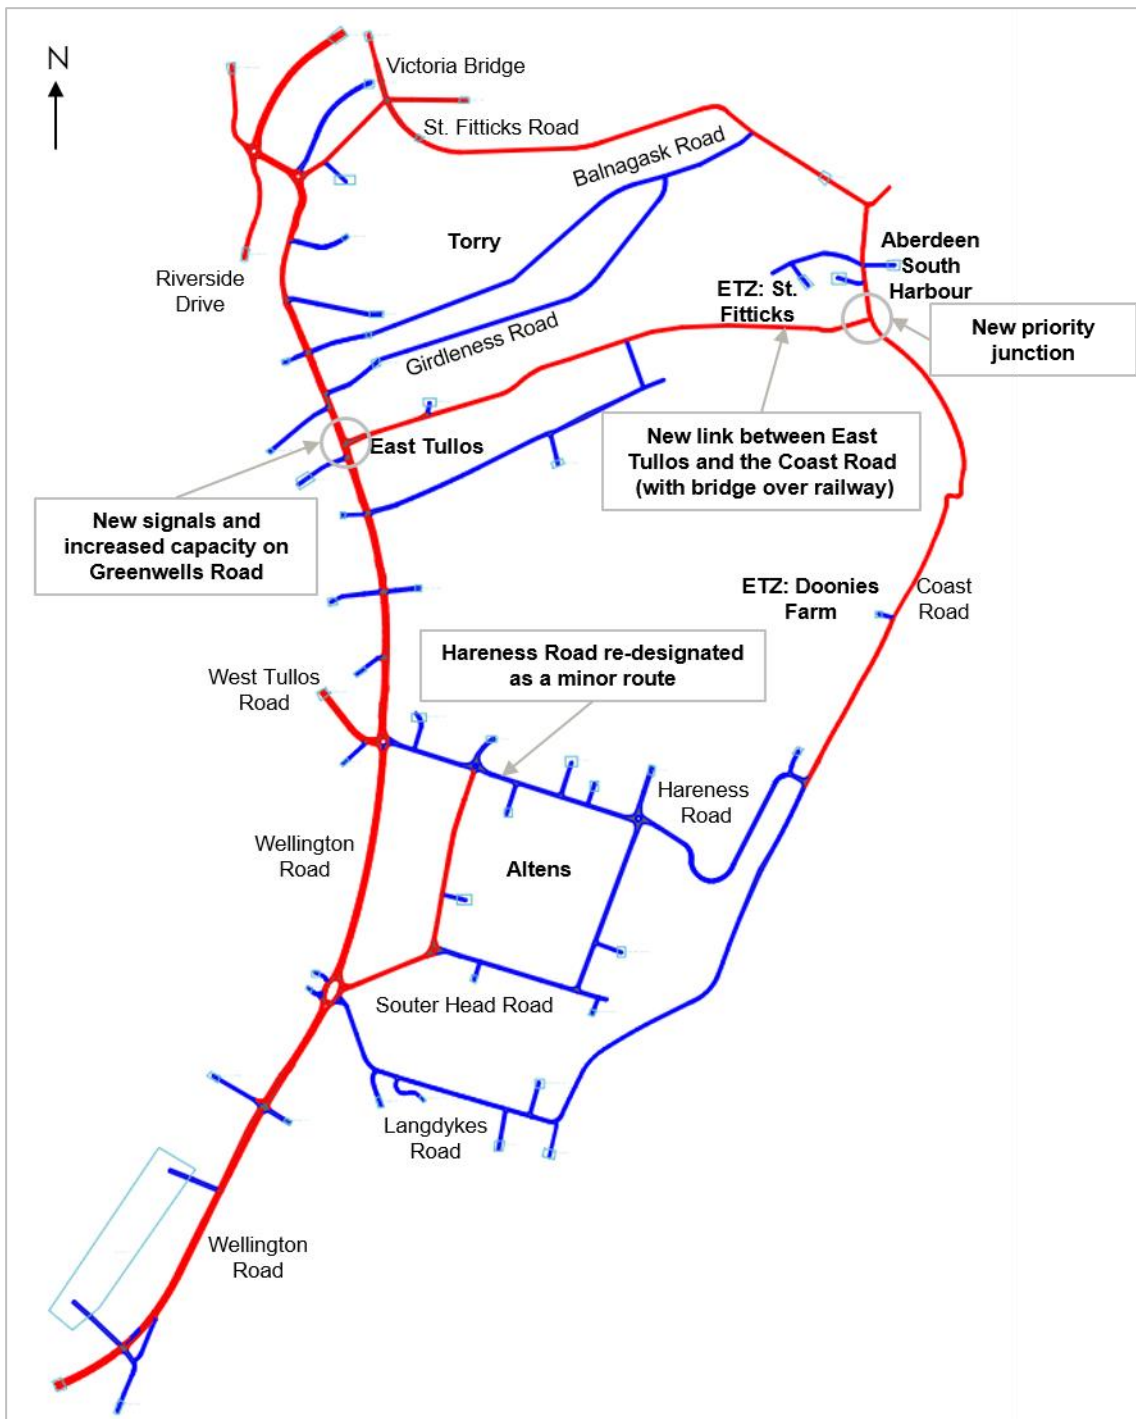 N
Victoria Bridge
St. Fitticks Road
Balnagask Road
Torry
Riverside
Drive
Aberdeen
South
Harbour
ETZ: St.
Fitticks
New priority
junction
Girdleness Road
East Tullos
New link between East
Tullos and the Coast Road
(with bridge over railway)
New signals and
increased capacity on
Greenwells Road
ETZ: Doonies
Farm
Coast
Road
Hareness Road re-designated
as a minor route
West Tullos
Road
Hareness
Road
Wellington
Road
Altens
Souter Head Road
Langdykes
Road
Wellington
Road